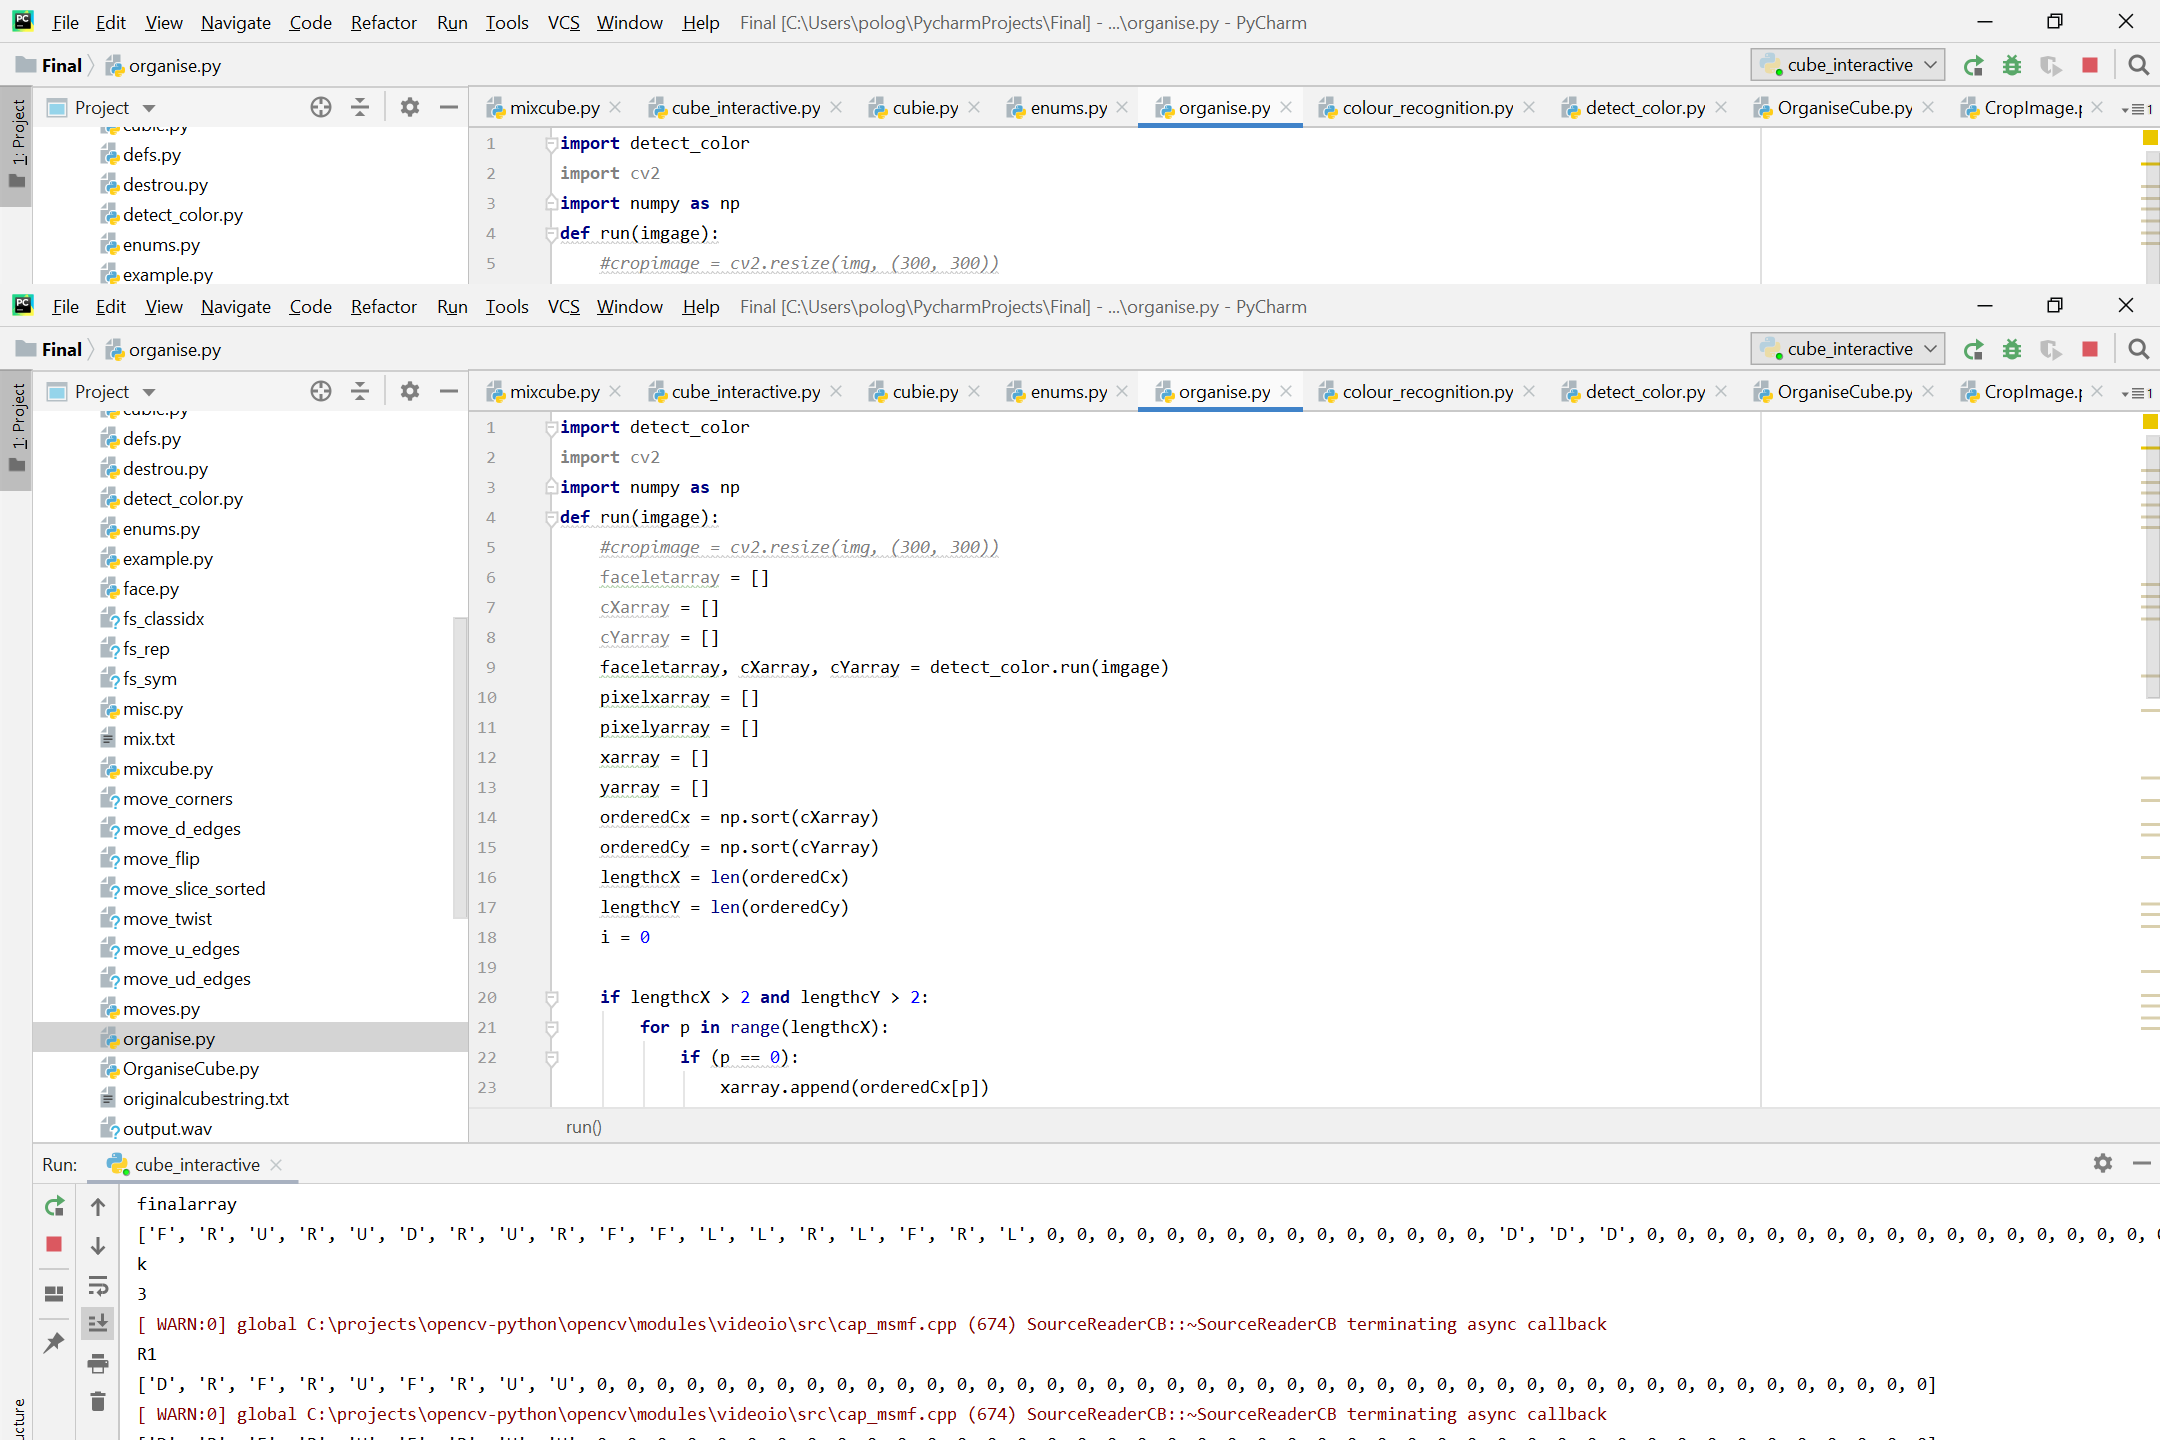 File Edit View Navigate Code Refactor Run Tools VCS Window Help Final [C:\Users\polog\PycharmProjects\Final] - ...\organise.py - PyCharm
Final organise.py cube_interactive
1: Project
Project mixcube.py cube_interactive.py cubie.py enums.py organise.py colour_recognition.py detect_color.py OrganiseCube.py CropImage.p 1
cubie.py
defs.py
destrou.py
detect_color.py
enums.py
example.py
1 import detect_color
2 import cv2
3 import numpy as np
4 def run(imgage):
5 #cropimage = cv2.resize(img, (300, 300))
File Edit View Navigate Code Refactor Run Tools VCS Window Help Final [C:\Users\polog\PycharmProjects\Final] - ...\organise.py - PyCharm
Final organise.py cube_interactive
1: Project
Project mixcube.py cube_interactive.py cubie.py enums.py organise.py colour_recognition.py detect_color.py OrganiseCube.py CropImage.p 1
cubie.py
defs.py
destrou.py
detect_color.py
enums.py
example.py
face.py
fs_classidx
fs_rep
fs_sym
misc.py
mix.txt
mixcube.py
move_corners
move_d_edges
move_flip
move_slice_sorted
move_twist
move_u_edges
move_ud_edges
moves.py
organise.py
OrganiseCube.py
originalcubestring.txt
output.wav
1 import detect_color
2 import cv2
3 import numpy as np
4 def run(imgage):
5 #cropimage = cv2.resize(img, (300, 300))
6 faceletarray = []
7 cXarray = []
8 cYarray = []
9 faceletarray, cXarray, cYarray = detect_color.run(imgage)
10 pixelxarray = []
11 pixelyarray = []
12 xarray = []
13 yarray = []
14 orderedCx = np.sort(cXarray)
15 orderedCy = np.sort(cYarray)
16 lengthcX = len(orderedCx)
17 lengthcY = len(orderedCy)
18 i = 0
19
20 if lengthcX > 2 and lengthcY > 2:
21 for p in range(lengthcX):
22 if (p == 0):
23 xarray.append(orderedCx[p])
run()
Run: cube_interactive
finalarray
['F', 'R', 'U', 'R', 'U', 'D', 'R', 'U', 'R', 'F', 'F', 'L', 'L', 'R', 'L', 'F', 'R', 'L', 0, 0, 0, 0, 0, 0, 0, 0, 0, 0, 0, 0, 0, 0, 0, 'D', 'D', 'D', 0, 0, 0, 0, 0, 0, 0, 0, 0, 0, 0, 0, 0, 0, 0, 0, 0,
k
3
[ WARN:0] global C:\projects\opencv-python\opencv\modules\videoio\src\cap_msmf.cpp (674) SourceReaderCB::~SourceReaderCB terminating async callback
R1
['D', 'R', 'F', 'R', 'U', 'F', 'R', 'U', 'U', 0, 0, 0, 0, 0, 0, 0, 0, 0, 0, 0, 0, 0, 0, 0, 0, 0, 0, 0, 0, 0, 0, 0, 0, 0, 0, 0, 0, 0, 0, 0, 0, 0, 0, 0, 0, 0, 0, 0, 0, 0, 0, 0, 0, 0]
[ WARN:0] global C:\projects\opencv-python\opencv\modules\videoio\src\cap_msmf.cpp (674) SourceReaderCB::~SourceReaderCB terminating async callback
ucture